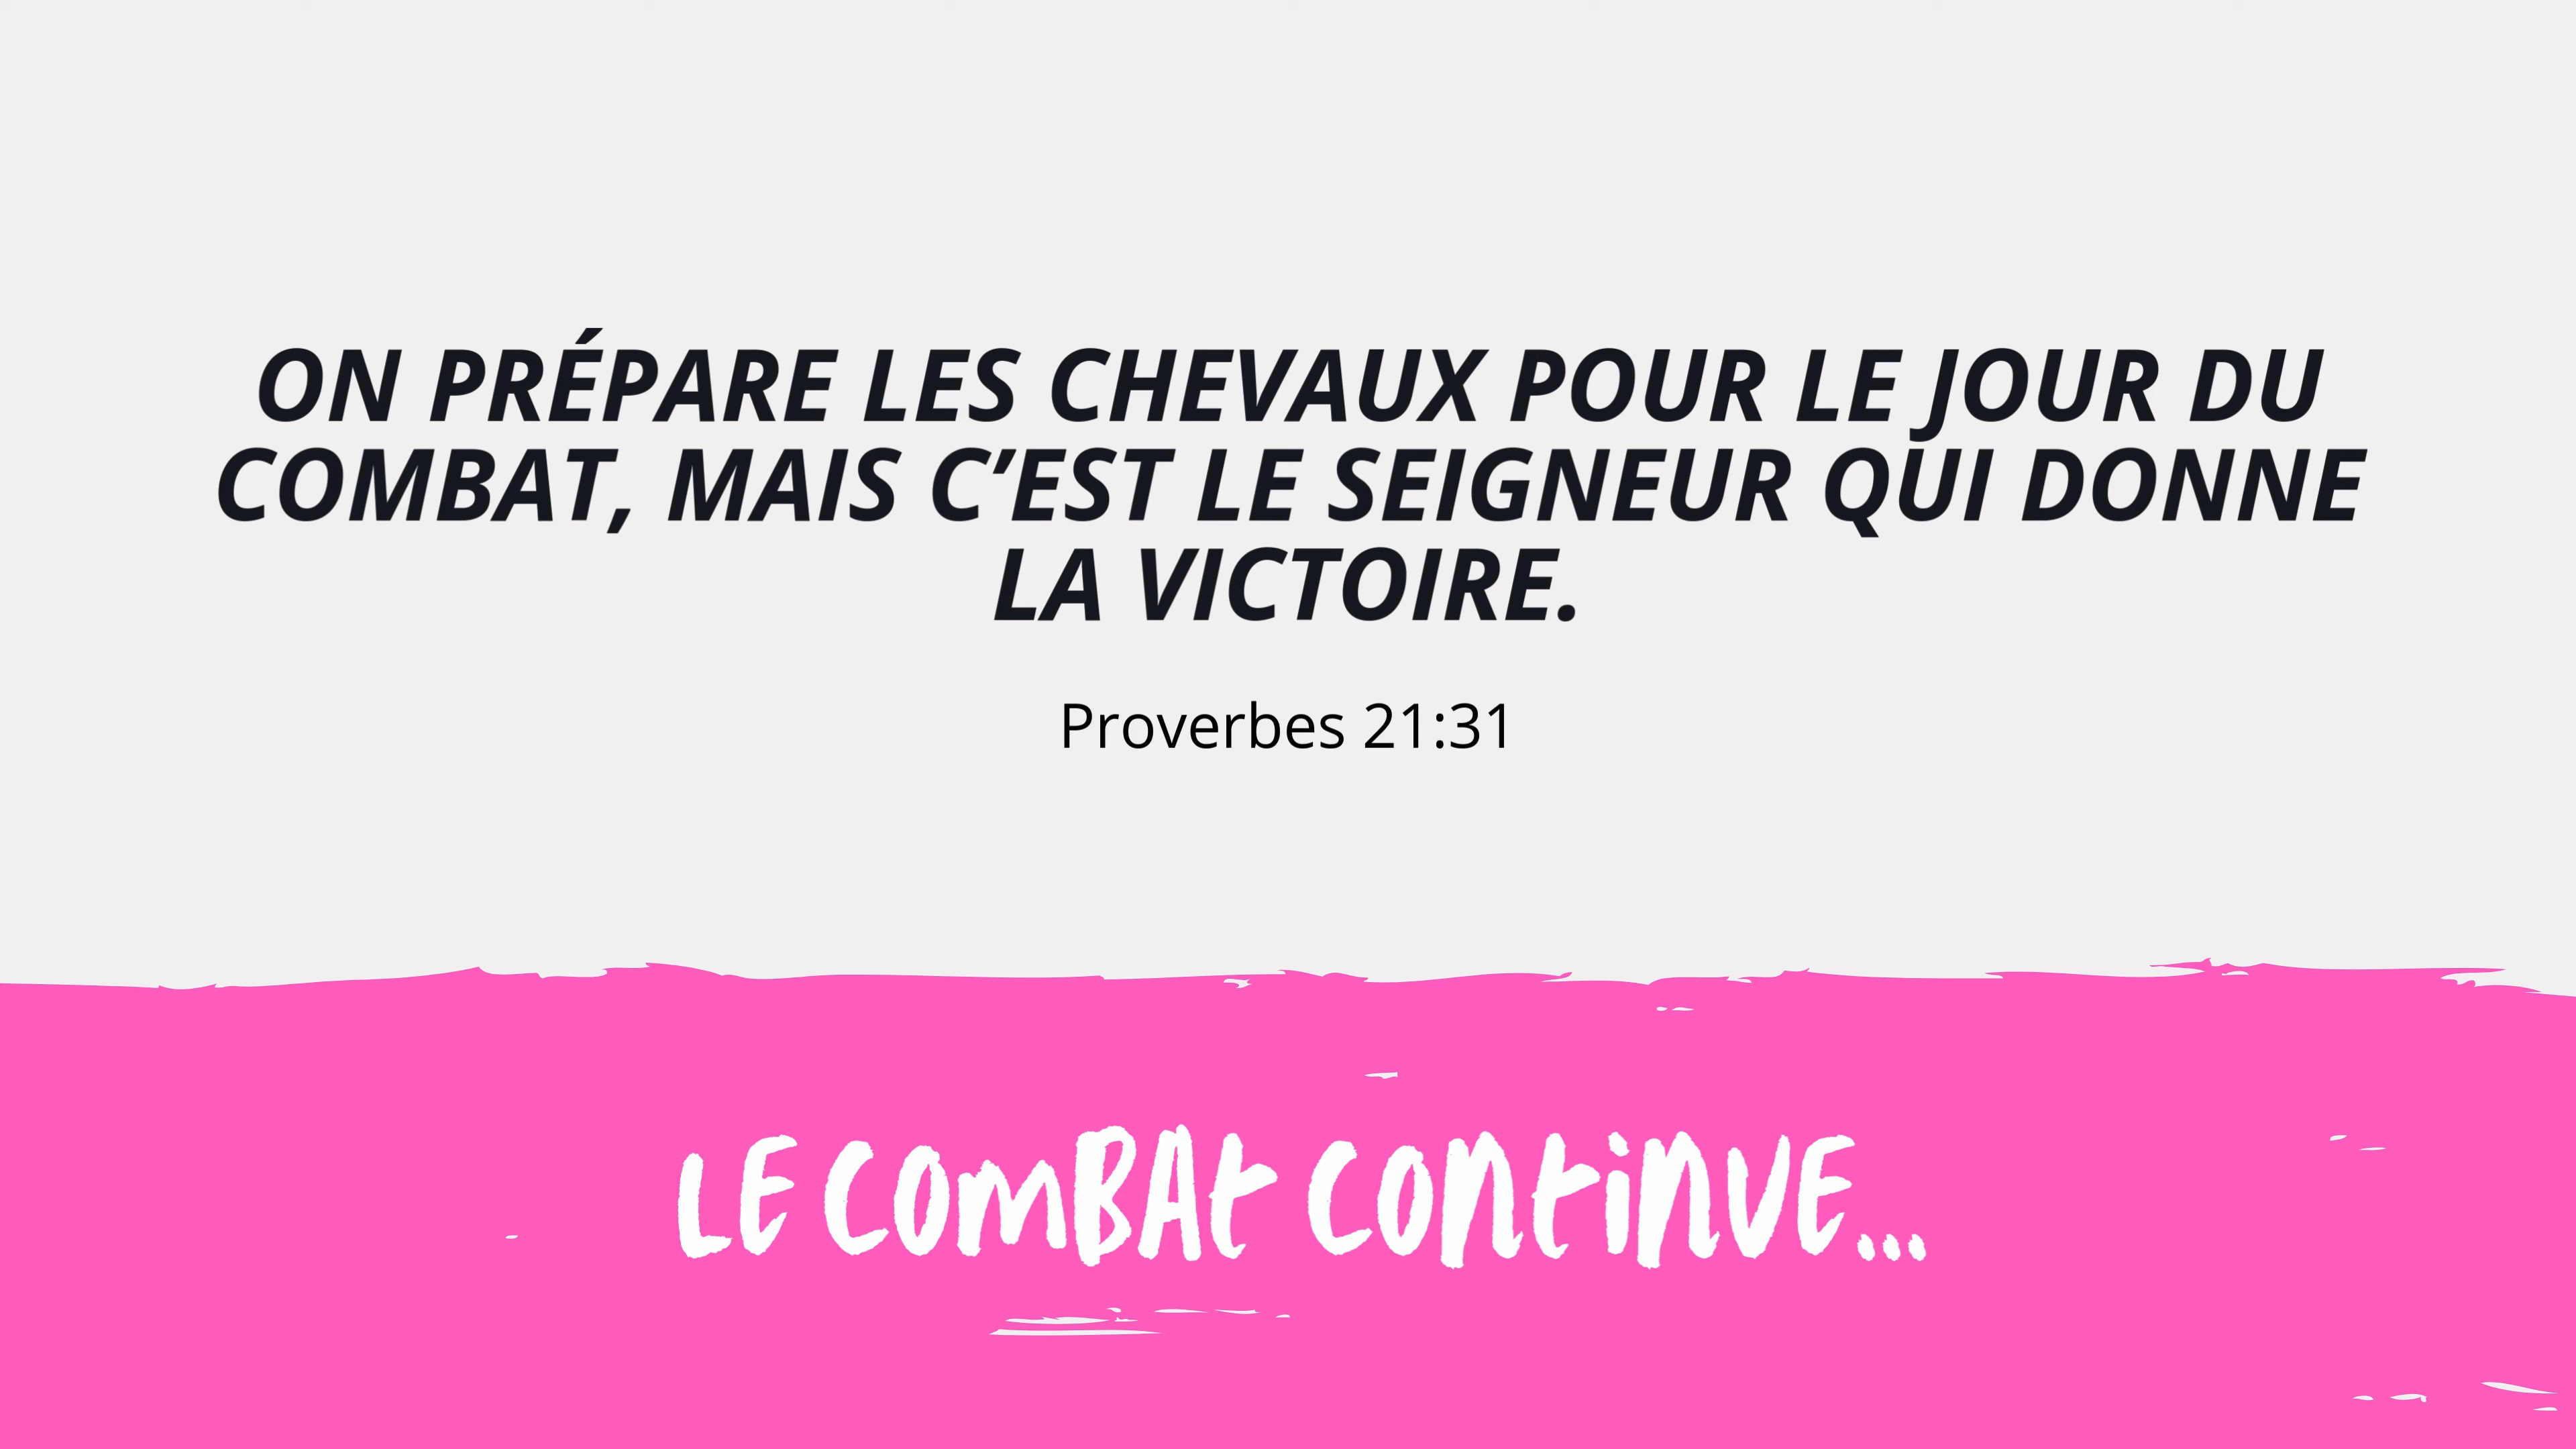 ON PRÉPARE LES CHEVAUX POUR LE JOUR DU
COMBAT, MAIS C’EST LE SEIGNEUR QUI DONNE
LA VICTOIRE.
Proverbes 21:31
LE COMBAT CONTINUE...